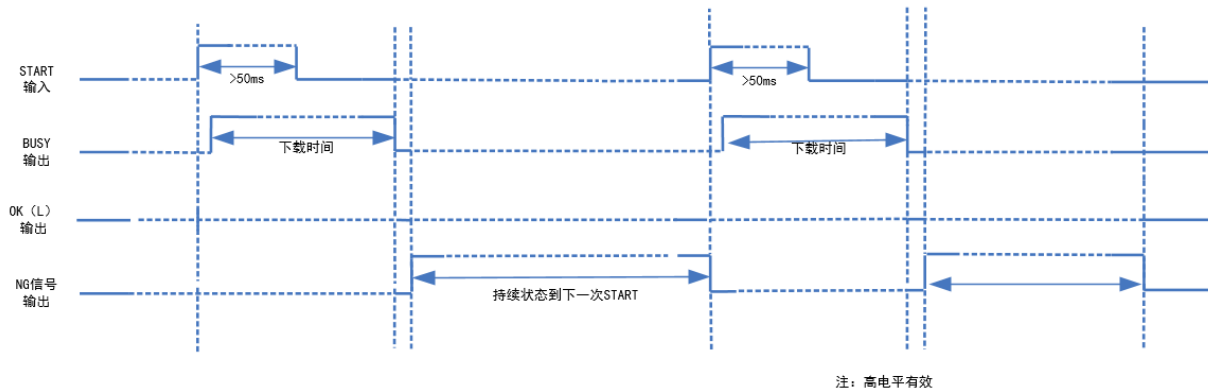 START
输入
>50ms
>50ms
BUSY
输出
下载时间
下载时间
OK（L）
输出
NG信号
输出
持续状态到下一次START
注：高电平有效